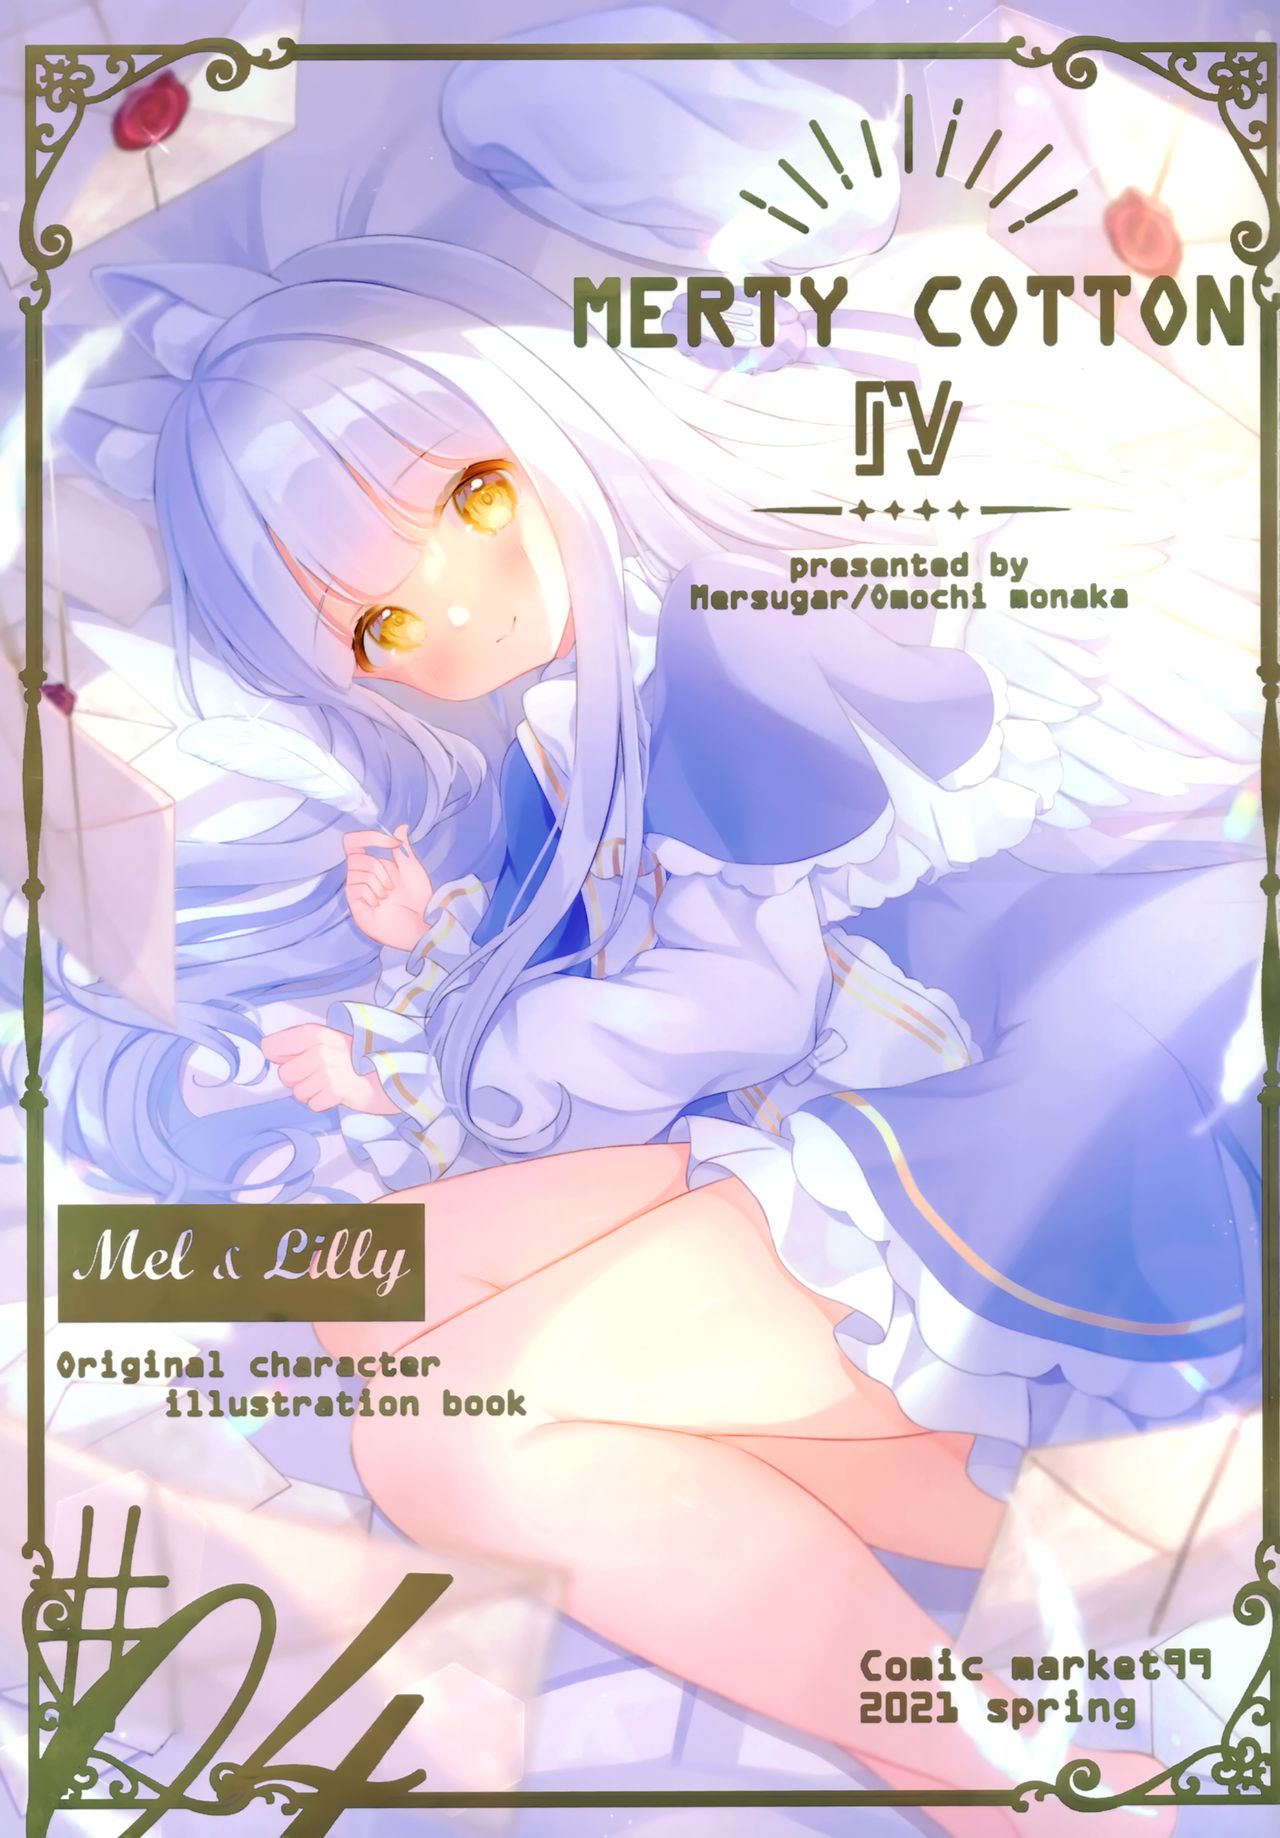 MERTY COTTON
IV
presented by
Mersugar/Omochi monaka
Mel & Lilly
Original character
illustration book
#04
Comic market99
2021 spring